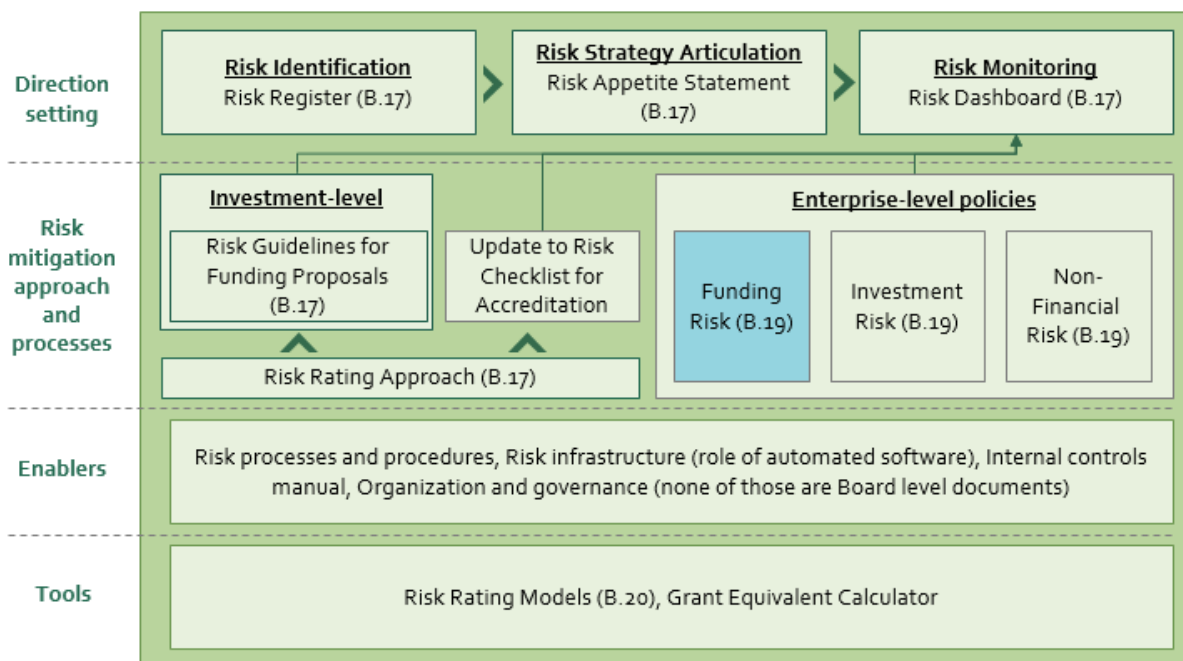 Direction
setting
Risk Identification
Risk Register (B.17)
Risk Strategy Articulation
Risk Appetite Statement
(B.17)
Risk Monitoring
Risk Dashboard (B.17)
Risk
mitigation
approach
and
processes
Investment-level
Risk Guidelines for
Funding Proposals
(B.17)
Update to Risk
Checklist for
Accreditation
Risk Rating Approach (B.17)
Enterprise-level policies
Funding
Risk (B.19)
Investment
Risk (B.19)
Non-
Financial
Risk (B.19)
Enablers
Risk processes and procedures, Risk infrastructure (role of automated software), Internal controls
manual, Organization and governance (none of those are Board level documents)
Tools
Risk Rating Models (B.20), Grant Equivalent Calculator